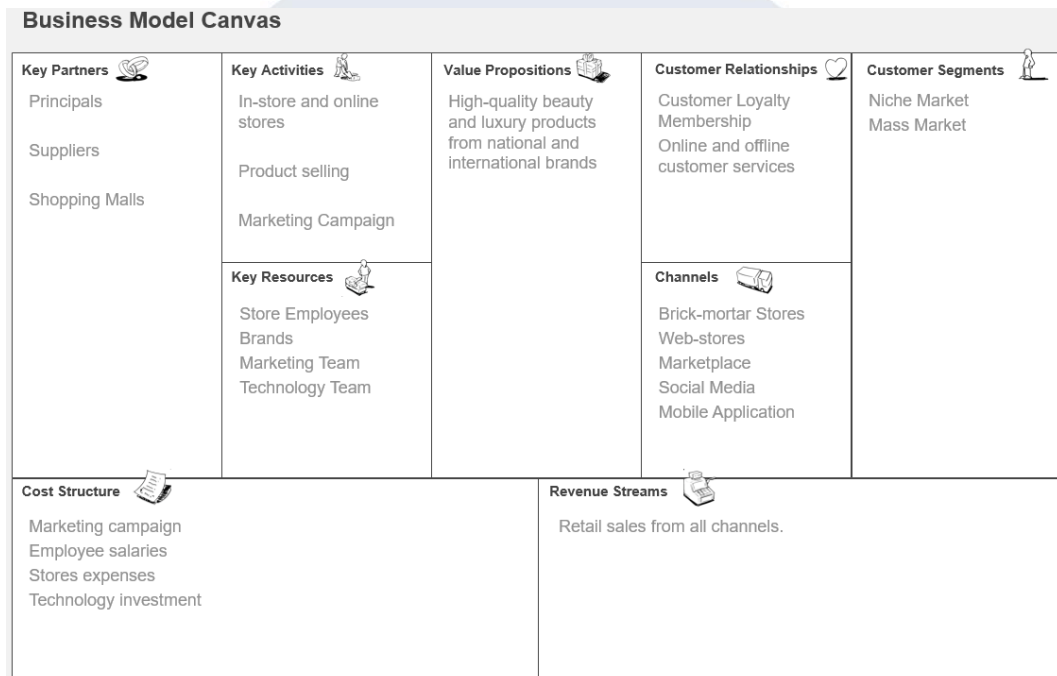 Business Model Canvas
Key Partners
Principals
Suppliers
Shopping Malls
Key Activities
In-store and online
stores
Product selling
Marketing Campaign
Key Resources
Store Employees
Brands
Marketing Team
Technology Team
Value Propositions
High-quality beauty
and luxury products
from national and
international brands
Customer Relationships
Customer Loyalty
Membership
Online and offline
customer services
Channels
Brick-mortar Stores
Web-stores
Marketplace
Social Media
Mobile Application
Customer Segments
Niche Market
Mass Market
Cost Structure
Marketing campaign
Employee salaries
Stores expenses
Technology investment
Revenue Streams
Retail sales from all channels.